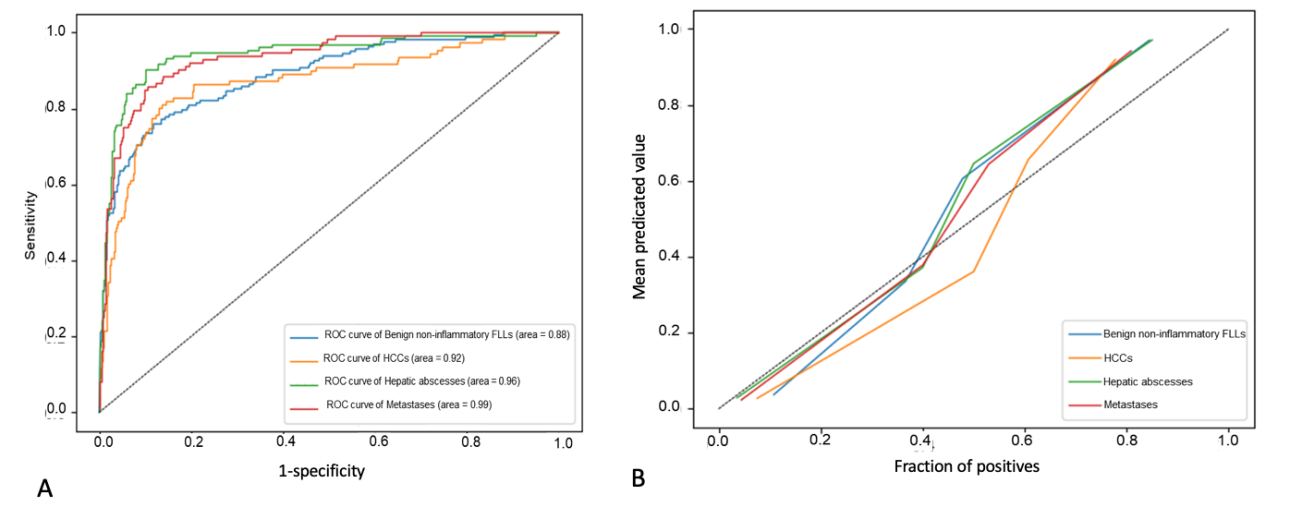 1.0
0.8
0.6
0.4
0.2
0.0
Sensitivity
ROC curve of Benign non-inflammatory FLLs (area = 0.88)
ROC curve of HCCs (area = 0.92)
ROC curve of Hepatic abscesses (area = 0.96)
ROC curve of Metastases (area = 0.99)
0.0 0.2 0.4 0.6 0.8 1.0
1-specificity
A
1.0
0.8
0.6
0.4
0.2
0.0
Mean predicated value
Benign non-inflammatory FLLs
HCCs
Hepatic abscesses
Metastases
0.0 0.2 0.4 0.6 0.8 1.0
Fraction of positives
B